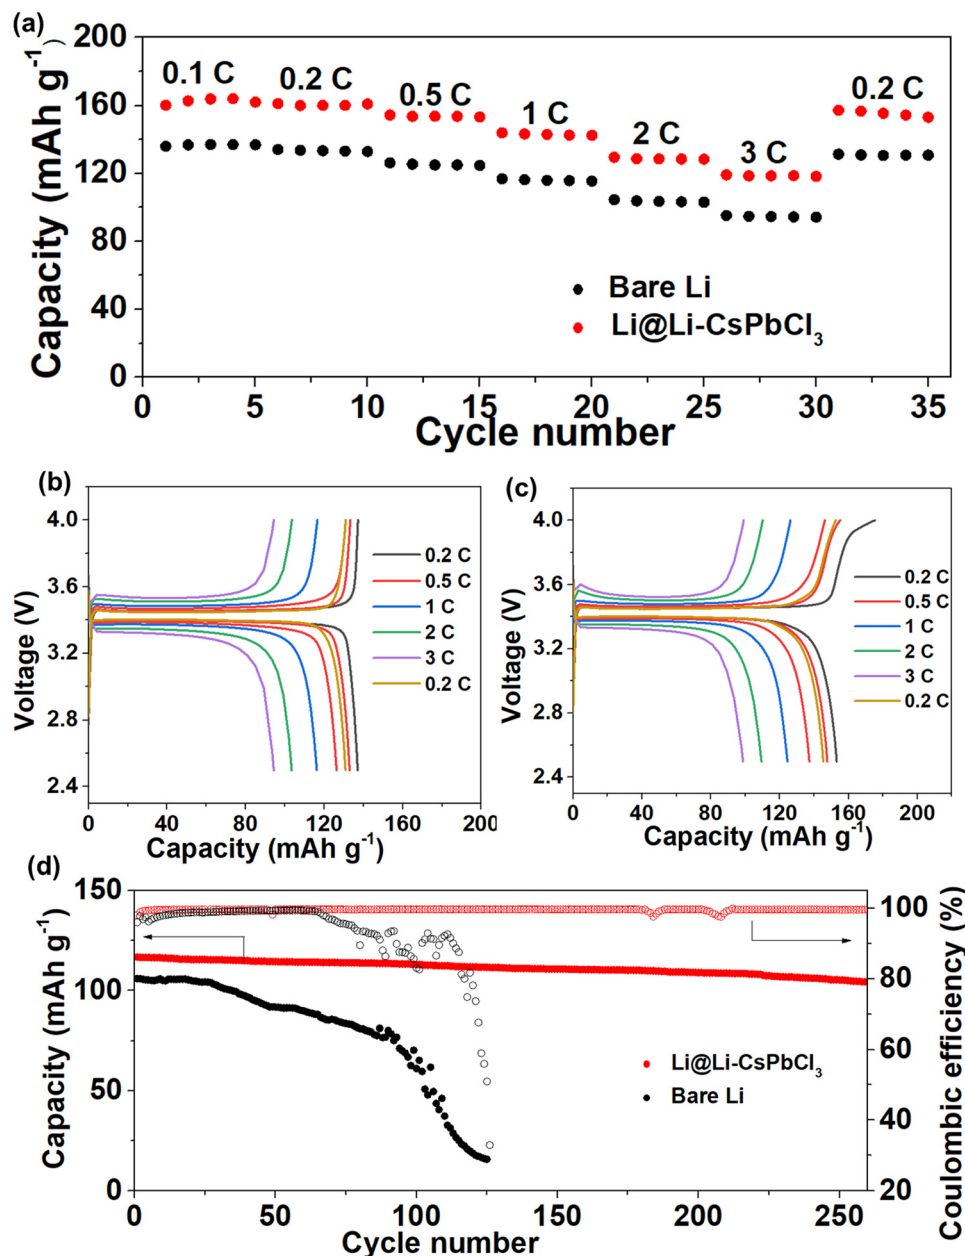 (a)
200
160
120
80
40
0
Capacity (mAh g⁻¹)
0.1 C
0.2 C
0.5 C
1 C
2 C
3 C
0.2 C
Bare Li
Li@Li-CsPbCl₃
0 5 10 15 20 25 30 35
Cycle number
(b)
4.0
3.6
3.2
2.8
2.4
Voltage (V)
0.2 C
0.5 C
1 C
2 C
3 C
0.2 C
0 40 80 120 160 200
Capacity (mAh g⁻¹)
(c)
4.0
3.6
3.2
2.8
2.4
Voltage (V)
0.2 C
0.5 C
1 C
2 C
3 C
0.2 C
0 40 80 120 160 200
Capacity (mAh g⁻¹)
(d)
150
100
50
0
Capacity (mAh g⁻¹)
100
80
60
40
20
Coulombic efficiency (%)
Li@Li-CsPbCl₃
Bare Li
0 50 100 150 200 250
Cycle number